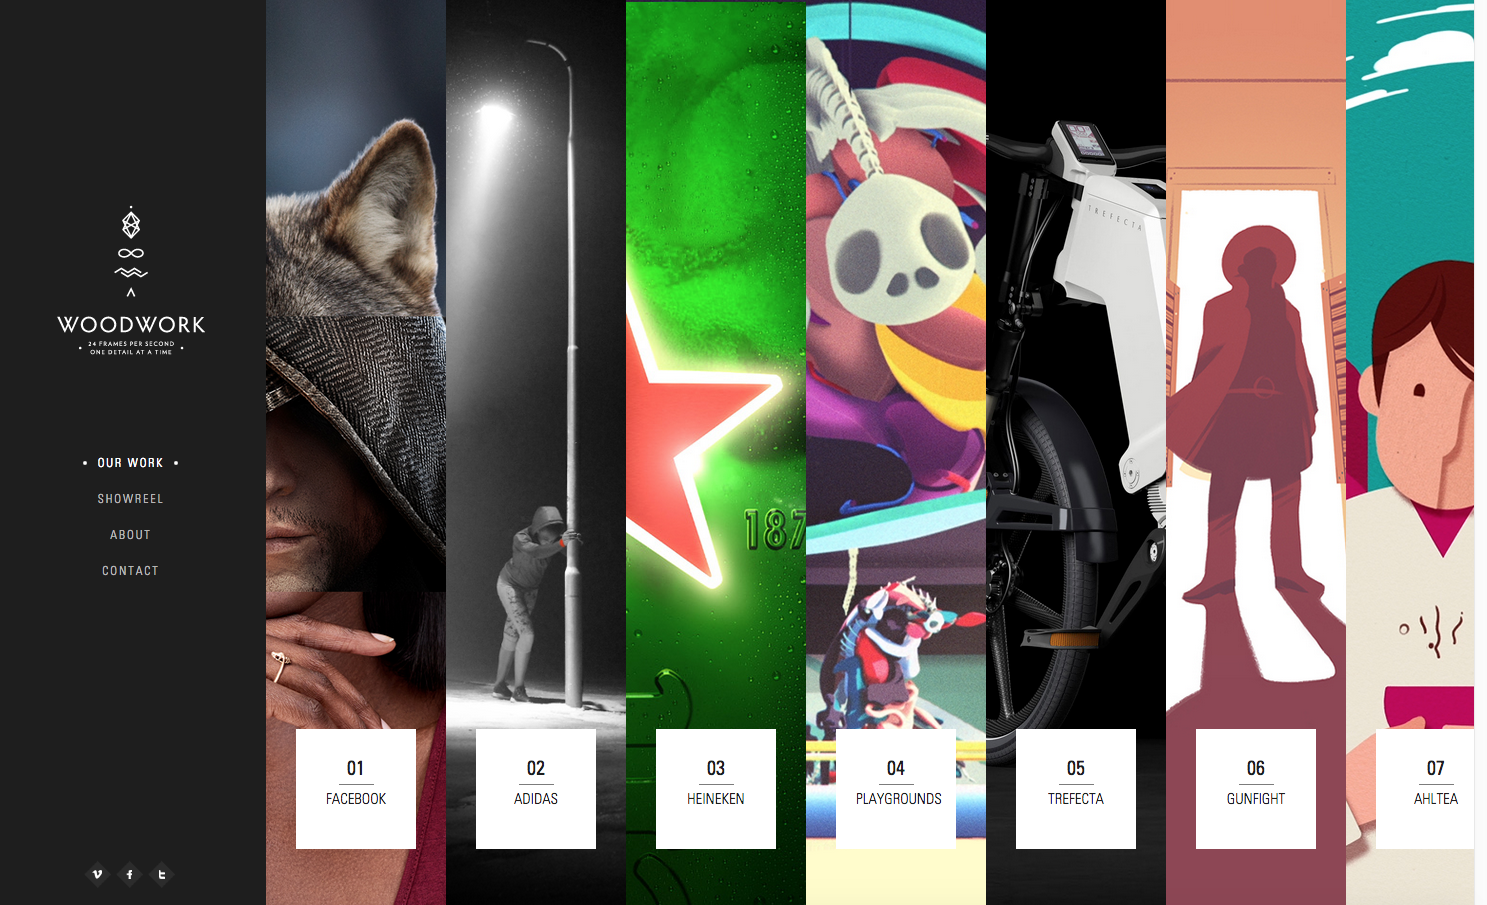 WOODWORK
24 FRAMES PER SECOND
ONE DETAIL AT A TIME
• OUR WORK •
SHOWREEL
ABOUT
CONTACT
187
TREFECTA
01
FACEBOOK
02
ADIDAS
03
HEINEKEN
04
PLAYGROUNDS
05
TREFECTA
06
GUNFIGHT
07
AHLTEA